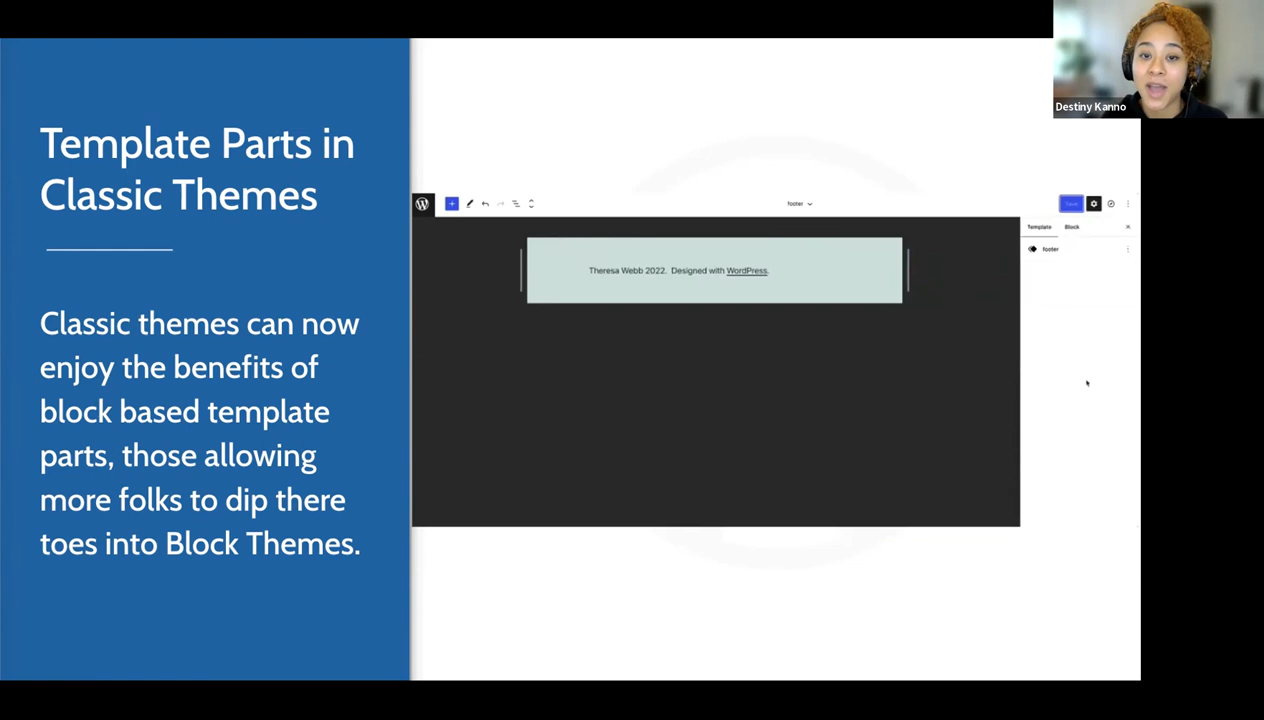 Template Parts in
Classic Themes
Classic themes can now
enjoy the benefits of
block based template
parts, those allowing
more folks to dip there
toes into Block Themes.
footer
Save
Template
Block
footer
Theresa Webb 2022. Designed with WordPress.
Destiny Kanno